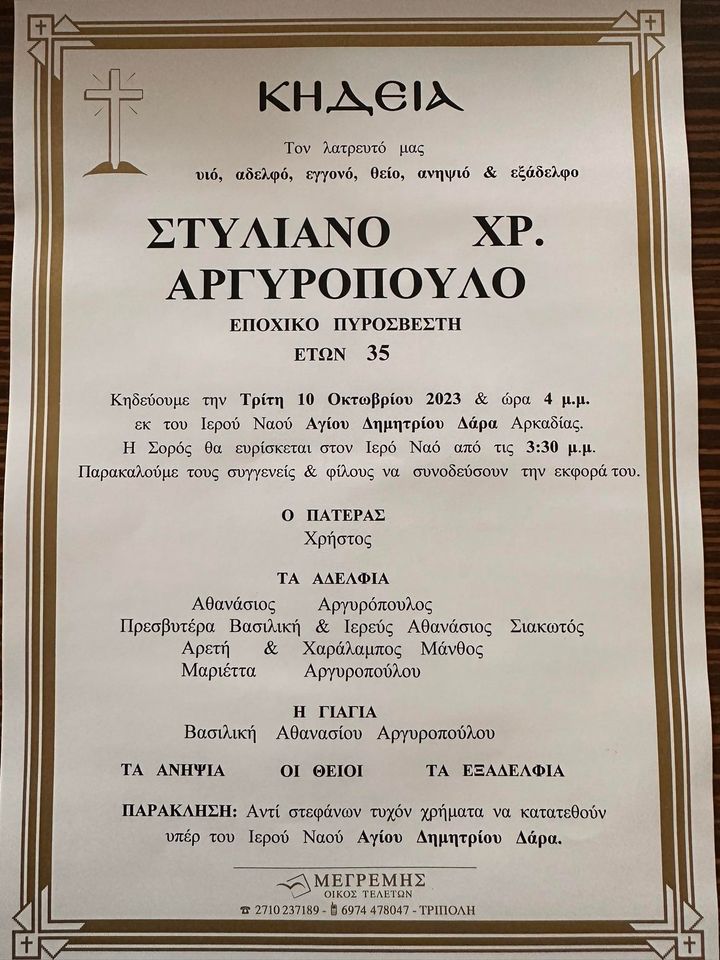 ΚΗΔΕΙΑ
Τον λατρευτό μας
υιό, αδελφό, εγγονό, θείο, ανηψιό & εξάδελφο
ΣΤΥΛΙΑΝΟ ΧΡ.
ΑΡΓΥΡΟΠΟΥΛΟ
ΕΠΟΧΙΚΟ ΠΥΡΟΣΒΕΣΤΗ
ΕΤΩΝ 35
Κηδεύουμε την Τρίτη 10 Οκτωβρίου 2023 & ώρα 4 μ.μ.
εκ του Ιερού Ναού Αγίου Δημητρίου Δάρα Αρκαδίας.
Η Σορός θα ευρίσκεται στον Ιερό Ναό από τις 3:30 μ.μ.
Παρακαλούμε τους συγγενείς & φίλους να συνοδεύσουν την εκφορά του.
Ο ΠΑΤΕΡΑΣ
Χρήστος
ΤΑ ΑΔΕΛΦΙΑ
Αθανάσιος Αργυρόπουλος
Πρεσβυτέρα Βασιλική & Ιερεύς Αθανάσιος Σιακωτός
Αρετή & Χαράλαμπος Μάνθος
Μαριέττα Αργυροπούλου
Η ΓΙΑΓΙΑ
Βασιλική Αθανασίου Αργυροπούλου
ΤΑ ΑΝΗΨΙΑ ΟΙ ΘΕΙΟΙ ΤΑ ΕΞΑΔΕΛΦΙΑ
ΠΑΡΑΚΛΗΣΗ: Αντί στεφάνων τυχόν χρήματα να κατατεθούν
υπέρ του Ιερού Ναού Αγίου Δημητρίου Δάρα.
ΜΕΓΡΕΜΗΣ
ΟΙΚΟΣ ΤΕΛΕΤΩΝ
☎ 2710 237189 - 📱 6974 478047 - ΤΡΙΠΟΛΗ